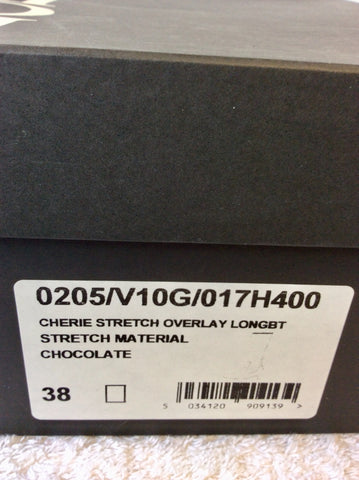 0205/V10G/017H400
CHERIE STRETCH OVERLAY LONGBT
STRETCH MATERIAL
CHOCOLATE
38
5 034120 909139 >